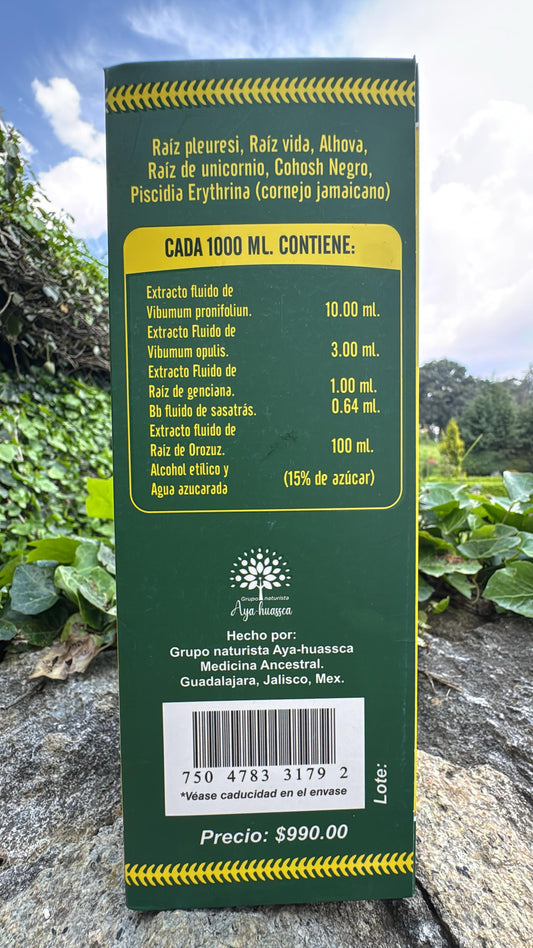 Raíz pleuresi, Raíz vida, Alhova,
Raíz de unicornio, Cohosh Negro,
Piscidia Erythrina (cornejo jamaicano)
CADA 1000 ML. CONTIENE:
Extracto fluido de
Vibumum pronifoliun. 10.00 ml.
Extracto Fluido de
Vibumum opulis. 3.00 ml.
Extracto Fluido de
Raíz de genciana. 1.00 ml.
Bb fluido de sasatrás. 0.64 ml.
Extracto fluido de
Raíz de Orozuz. 100 ml.
Alcohol etílico y
Agua azucarada (15% de azúcar)
Grupo naturista
Aya-huassca
Hecho por:
Grupo naturista Aya-huassca
Medicina Ancestral.
Guadalajara, Jalisco, Mex.
750 4783 3179 2
*Véase caducidad en el envase
Lote:
Precio: $990.00